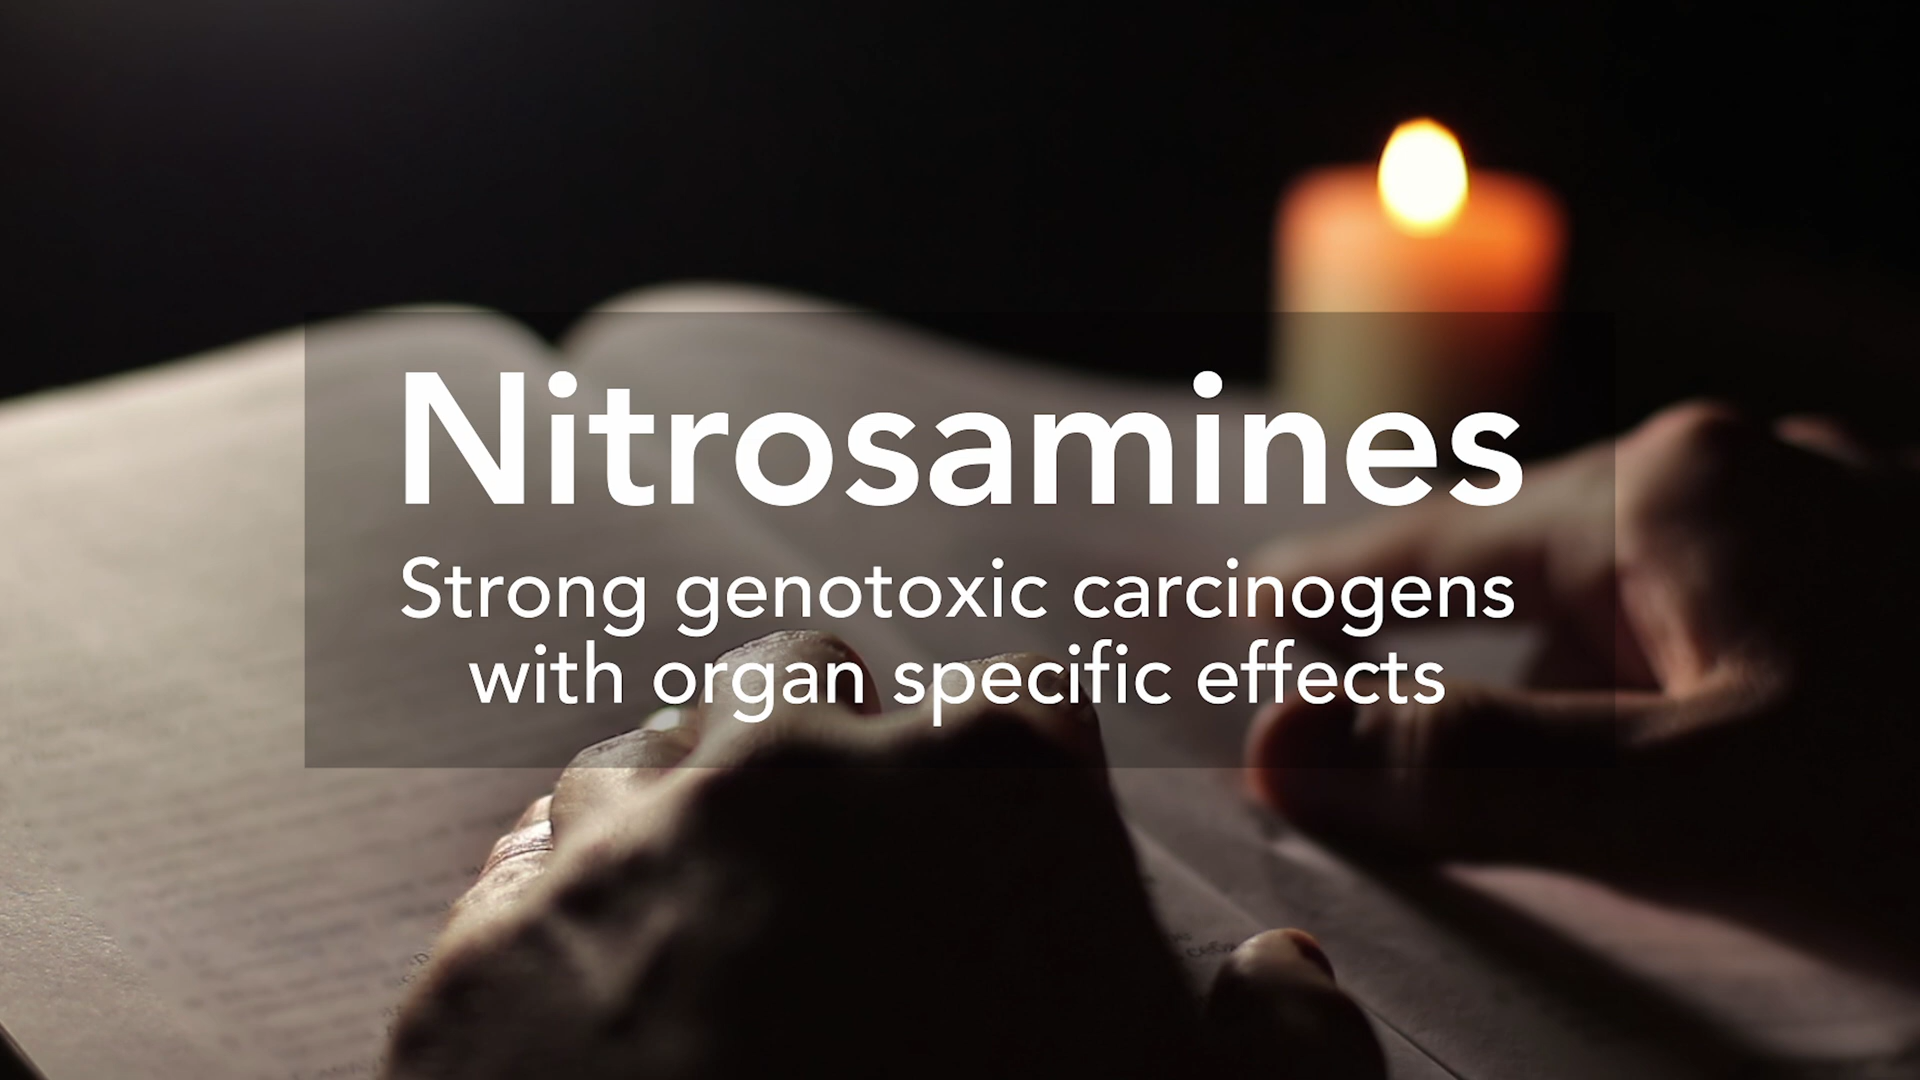 Nitrosamines
Strong genotoxic carcinogens
with organ specific effects